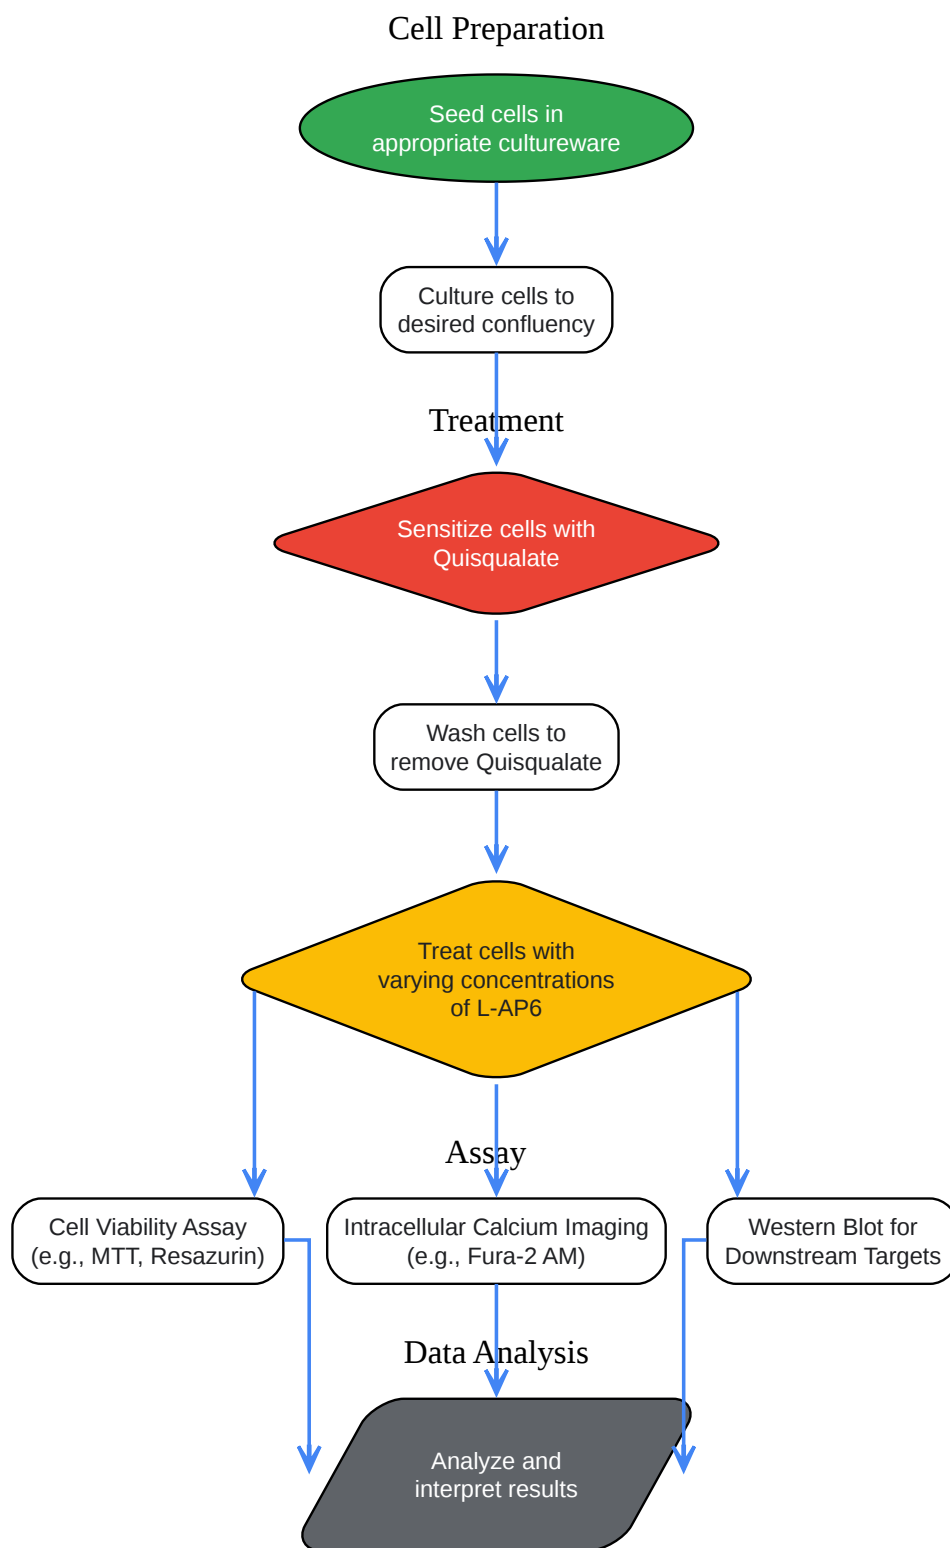 Cell Preparation
Seed cells in
appropriate cultureware
Culture cells to
desired confluency
Treatment
Sensitize cells with
Quisqualate
Wash cells to
remove Quisqualate
Treat cells with
varying concentrations
of L-AP6
Assay
Cell Viability Assay
(e.g., MTT, Resazurin)
Intracellular Calcium Imaging
(e.g., Fura-2 AM)
Western Blot for
Downstream Targets
Data Analysis
Analyze and
interpret results